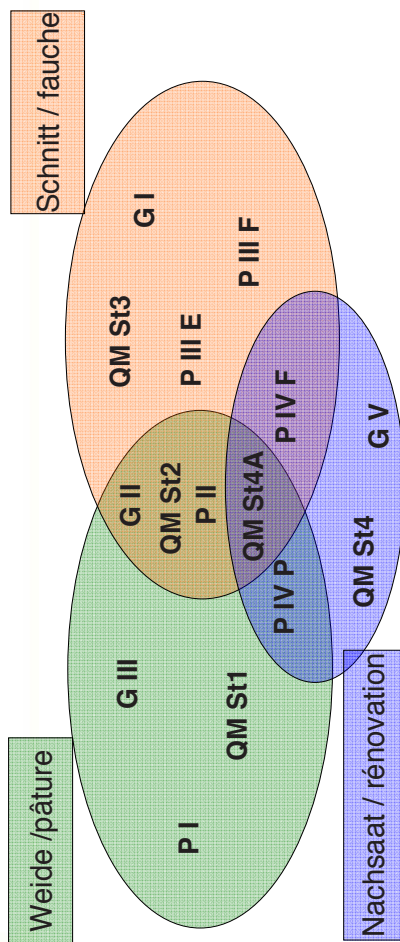 Weide /pâture
Schnitt / fauche
G III
G II
QM St3
G I
P I
QM St1
QM St2
P II
P III E
P III F
P IV P
QM St4A
P IV F
QM St4
G V
Nachsaat / rénovation